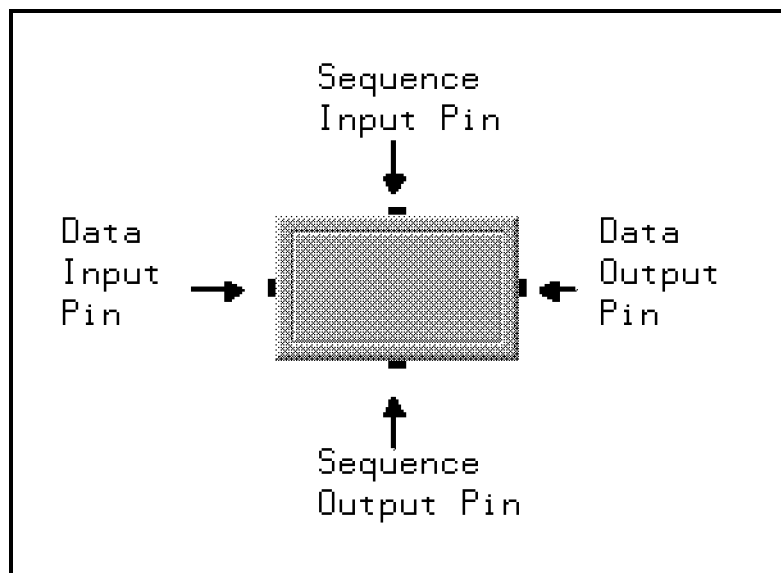 Sequence
Input Pin
Data
Input
Pin
Data
Output
Pin
Sequence
Output Pin